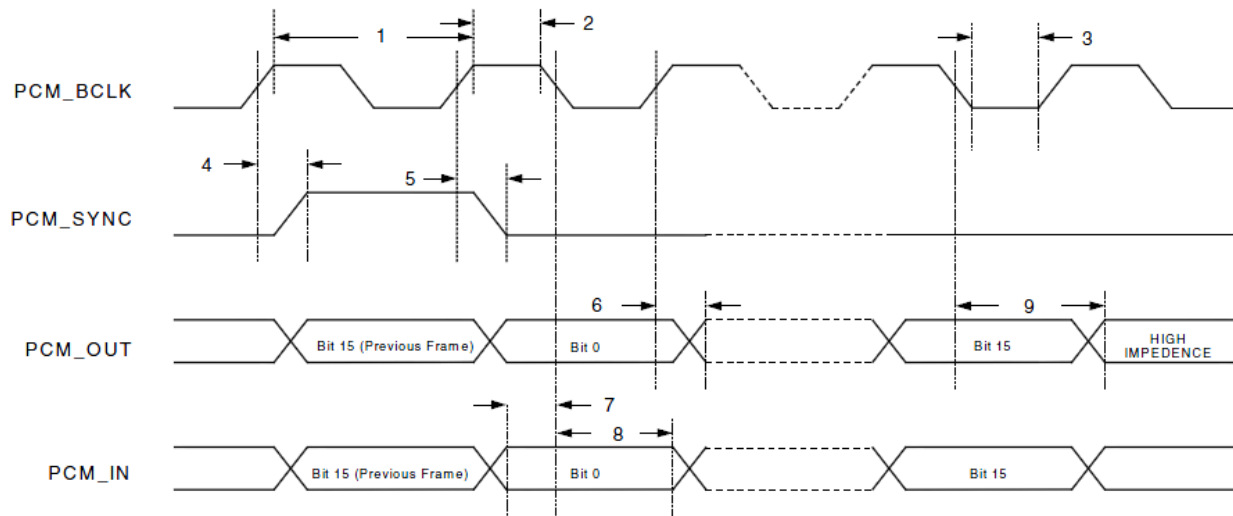 1
2
3
PCM_BCLK
4
5
PCM_SYNC
6
9
PCM_OUT
Bit 15 (Previous Frame)
Bit 0
Bit 15
HIGH
IMPEDENCE
7
8
PCM_IN
Bit 15 (Previous Frame)
Bit 0
Bit 15